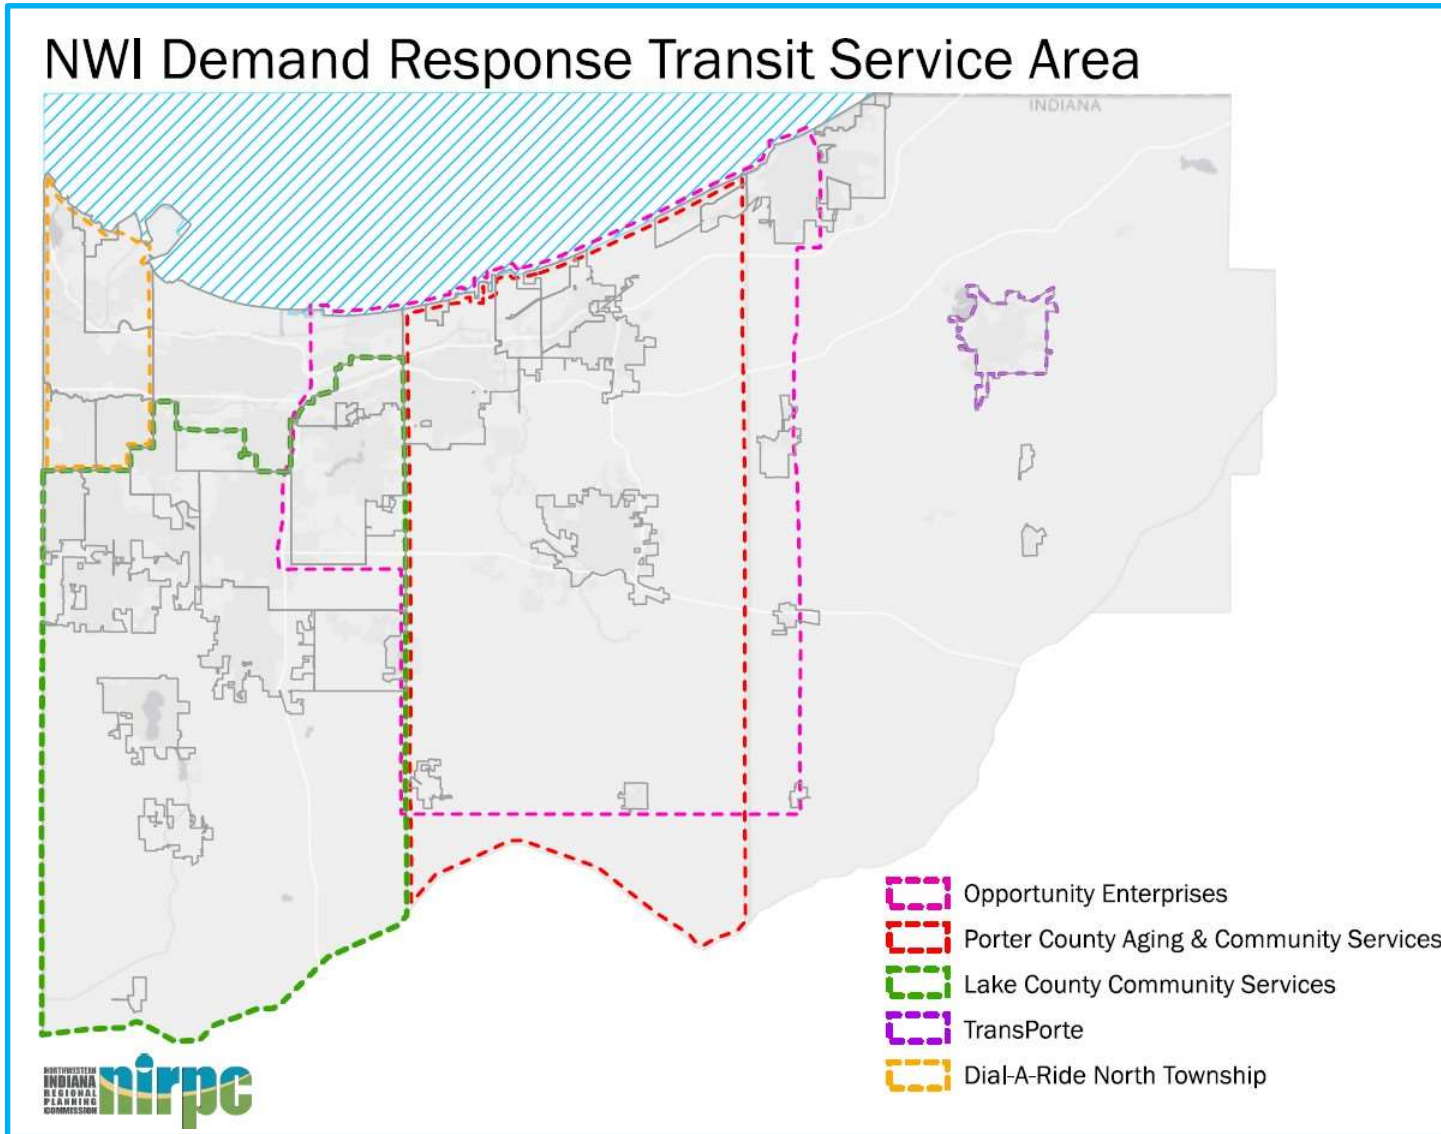 NWI Demand Response Transit Service Area
INDIANA
Opportunity Enterprises
Porter County Aging & Community Services
Lake County Community Services
TransPorte
Dial-A-Ride North Township
NORTHWESTERN
INDIANA
REGIONAL
PLANNING
COMMISSION
nirpc